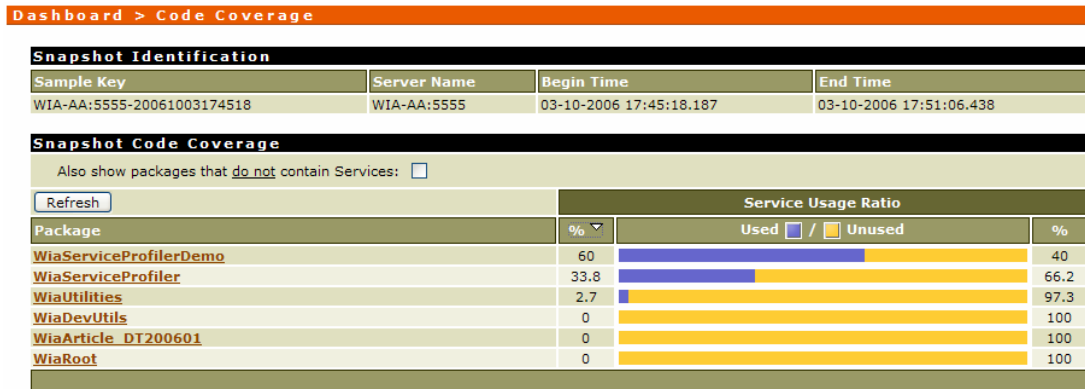 Dashboard > Code Coverage
Snapshot Identification
Sample Key Server Name Begin Time End Time
WIA-AA:5555-20061003174518 WIA-AA:5555 03-10-2006 17:45:18.187 03-10-2006 17:51:06.438
Snapshot Code Coverage
Also show packages that do not contain Services:
Refresh Service Usage Ratio
Package % Used / Unused %
WiaServiceProfilerDemo 60 40
WiaServiceProfiler 33.8 66.2
WiaUtilities 2.7 97.3
WiaDevUtils 0 100
WiaArticle_DT200601 0 100
WiaRoot 0 100